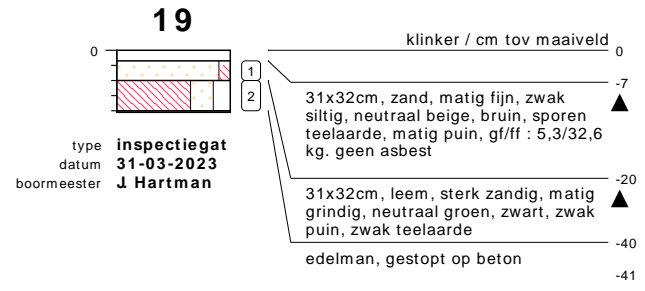 19
klinker / cm tov maaiveld
0
0
-7
1
31x32cm, zand, matig fijn, zwak
siltig, neutraal beige, bruin, sporen
teelaarde, matig puin, gf/ff : 5,3/32,6
kg. geen asbest
2
type inspectiegat
datum 31-03-2023
boormeester J. Hartman
-20
31x32cm, leem, sterk zandig, matig
grindig, neutraal groen, zwart, zwak
puin, zwak teelaarde
-40
edelman, gestopt op beton
-41